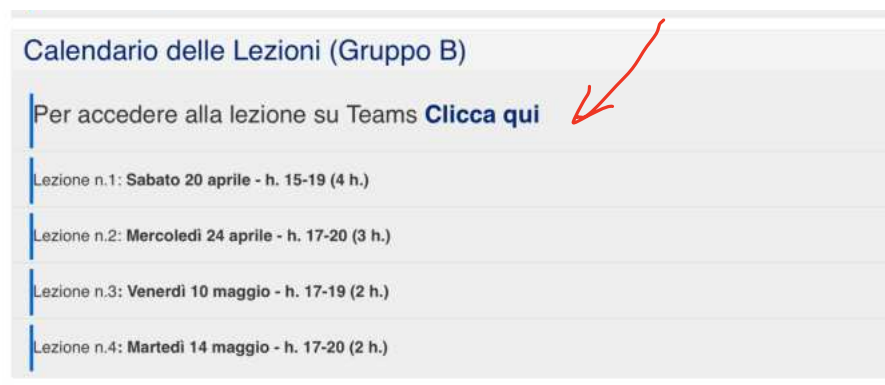 Calendario delle Lezioni (Gruppo B)
Per accedere alla lezione su Teams Clicca qui
Lezione n.1: Sabato 20 aprile - h. 15-19 (4 h.)
Lezione n.2: Mercoledì 24 aprile - h. 17-20 (3 h.)
Lezione n.3: Venerdì 10 maggio - h. 17-19 (2 h.)
Lezione n.4: Martedì 14 maggio - h. 17-20 (2 h.)